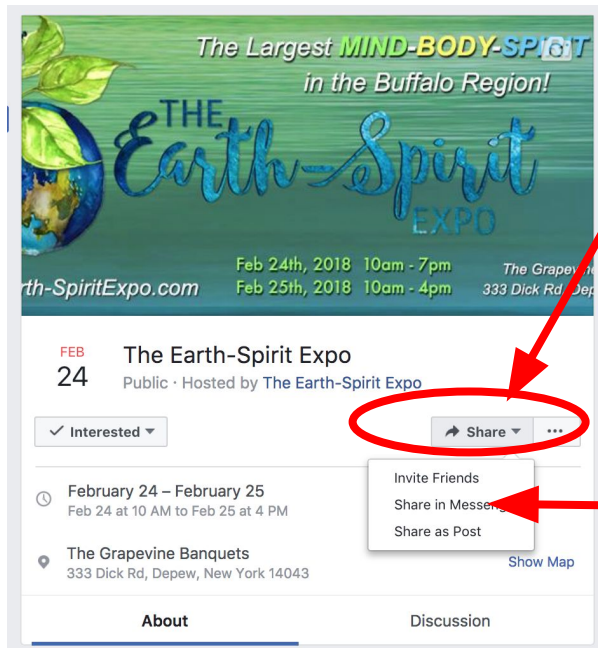 The Largest MIND-BODY-SPIRIT
in the Buffalo Region!
THE
Earth-Spirit
EXPO
Feb 24th, 2018 10am - 7pm
The Grapevine
th-SpiritExpo.com
Feb 25th, 2018 10am - 4pm
333 Dick Rd, Dep
FEB
24
The Earth-Spirit Expo
Public · Hosted by The Earth-Spirit Expo
Interested
Share
Invite Friends
Share in Messeng
Share as Post
February 24 – February 25
Feb 24 at 10 AM to Feb 25 at 4 PM
The Grapevine Banquets
333 Dick Rd, Depew, New York 14043
Show Map
About
Discussion